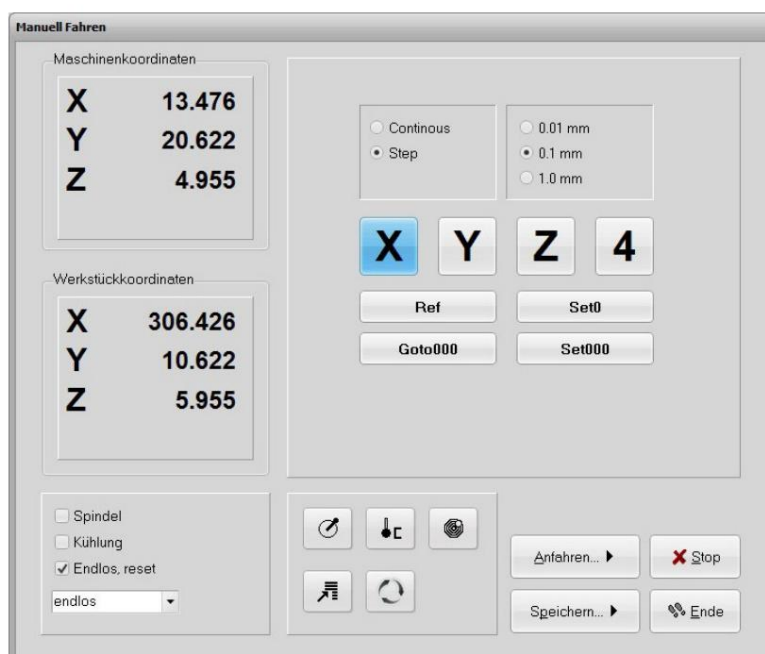 Manuell Fahren
Maschinenkoordinaten
X 13.476
Y 20.622
Z 4.955
Werkstückkoordinaten
X 306.426
Y 10.622
Z 5.955
Continous
Step
0.01 mm
0.1 mm
1.0 mm
X Y Z 4
Ref Set0
Goto000 Set000
Spindel
Kühlung
Endlos, reset
endlos
Anfahren... Stop
Speichern... Ende